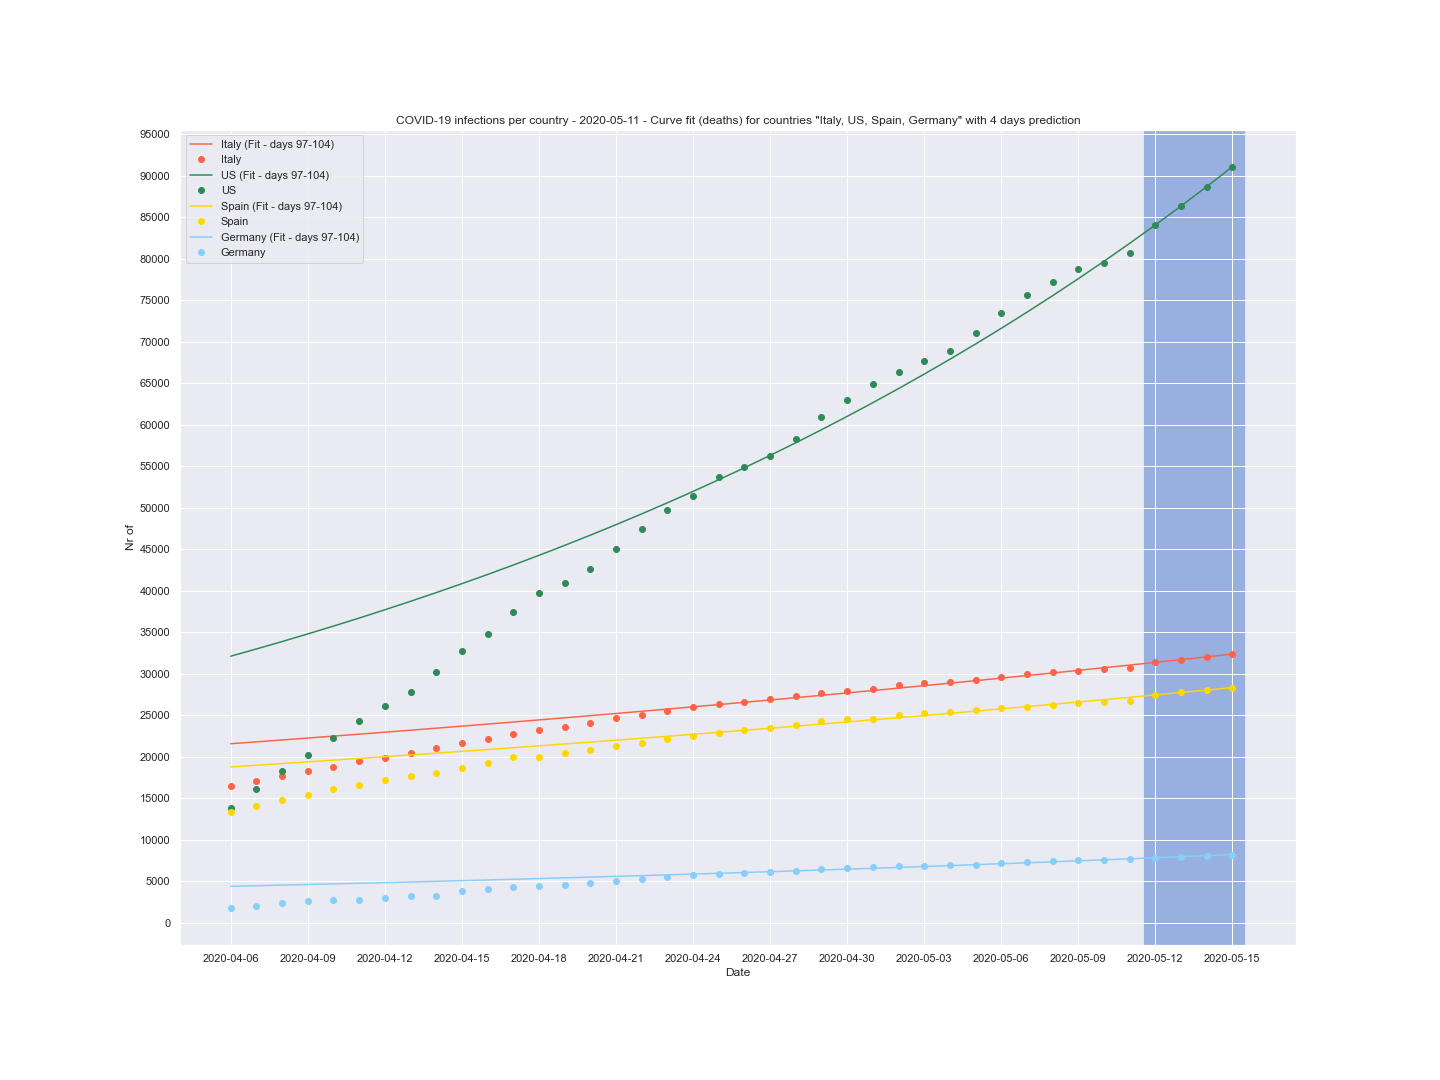 COVID-19 infections per country - 2020-05-11 - Curve fit (deaths) for countries "Italy, US, Spain, Germany" with 4 days prediction
95000
90000
85000
80000
75000
70000
65000
60000
55000
50000
45000
40000
35000
30000
25000
20000
15000
10000
5000
0
Nr of
Italy (Fit - days 97-104)
Italy
US (Fit - days 97-104)
US
Spain (Fit - days 97-104)
Spain
Germany (Fit - days 97-104)
Germany
2020-04-06 2020-04-09 2020-04-12 2020-04-15 2020-04-18 2020-04-21 2020-04-24 2020-04-27 2020-04-30 2020-05-03 2020-05-06 2020-05-09 2020-05-12 2020-05-15
Date